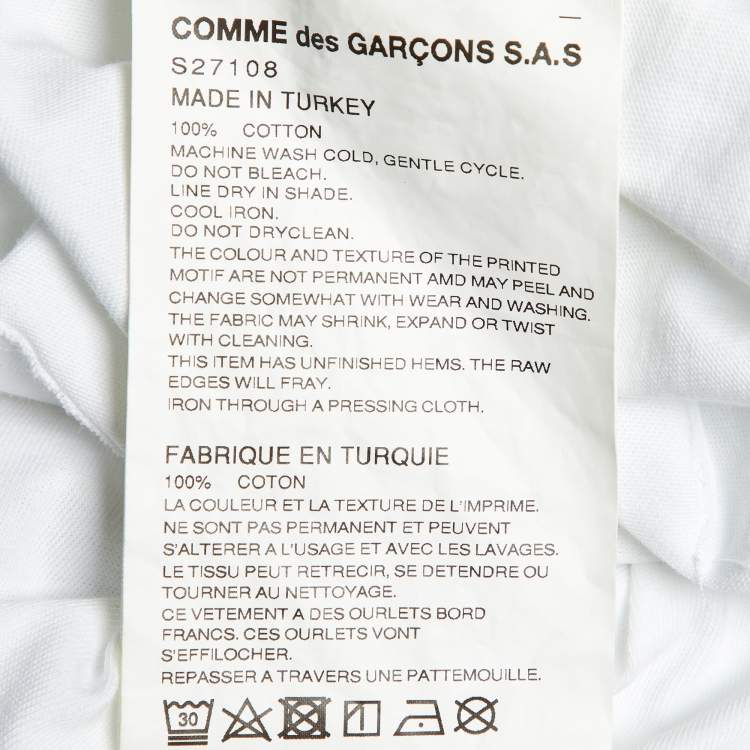 COMME des GARÇONS S.A.S
S27108
MADE IN TURKEY
100% COTTON
MACHINE WASH COLD, GENTLE CYCLE.
DO NOT BLEACH.
LINE DRY IN SHADE.
COOL IRON.
DO NOT DRYCLEAN.
THE COLOUR AND TEXTURE OF THE PRINTED
MOTIF ARE NOT PERMANENT AMD MAY PEEL AND
CHANGE SOMEWHAT WITH WEAR AND WASHING.
THE FABRIC MAY SHRINK, EXPAND OR TWIST
WITH CLEANING.
THIS ITEM HAS UNFINISHED HEMS. THE RAW
EDGES WILL FRAY.
IRON THROUGH A PRESSING CLOTH.
FABRIQUE EN TURQUIE
100% COTON
LA COULEUR ET LA TEXTURE DE L'IMPRIME.
NE SONT PAS PERMANENT ET PEUVENT
S'ALTERER A L'USAGE ET AVEC LES LAVAGES.
LE TISSU PEUT RETRECIR, SE DETENDRE OU
TOURNER AU NETTOYAGE.
CE VETEMENT A DES OURLETS BORD
FRANCS. CES OURLETS VONT
S'EFFILOCHER.
REPASSER A TRAVERS UNE PATTEMOUILLE.
30